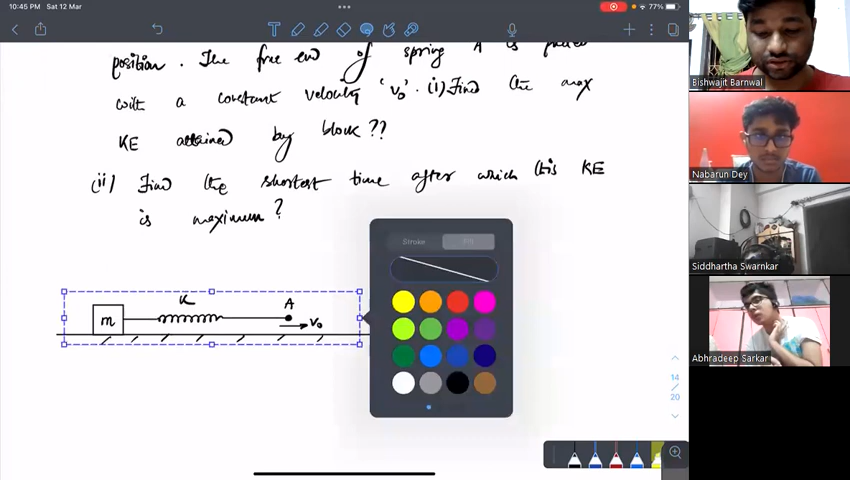 10:45 PM Sat 12 Mar
77%
position. The free end of spring A is
with a constant velocity 'v0'. (i) Find the max
KE attained by block??
(ii) Find the shortest time after which this KE
is maximum?
Stroke Fill
K
A
m
v0
14
20
Bishwajit Barnwal
Nabarun Dey
Siddhartha Swarnkar
Abhradeep Sarkar